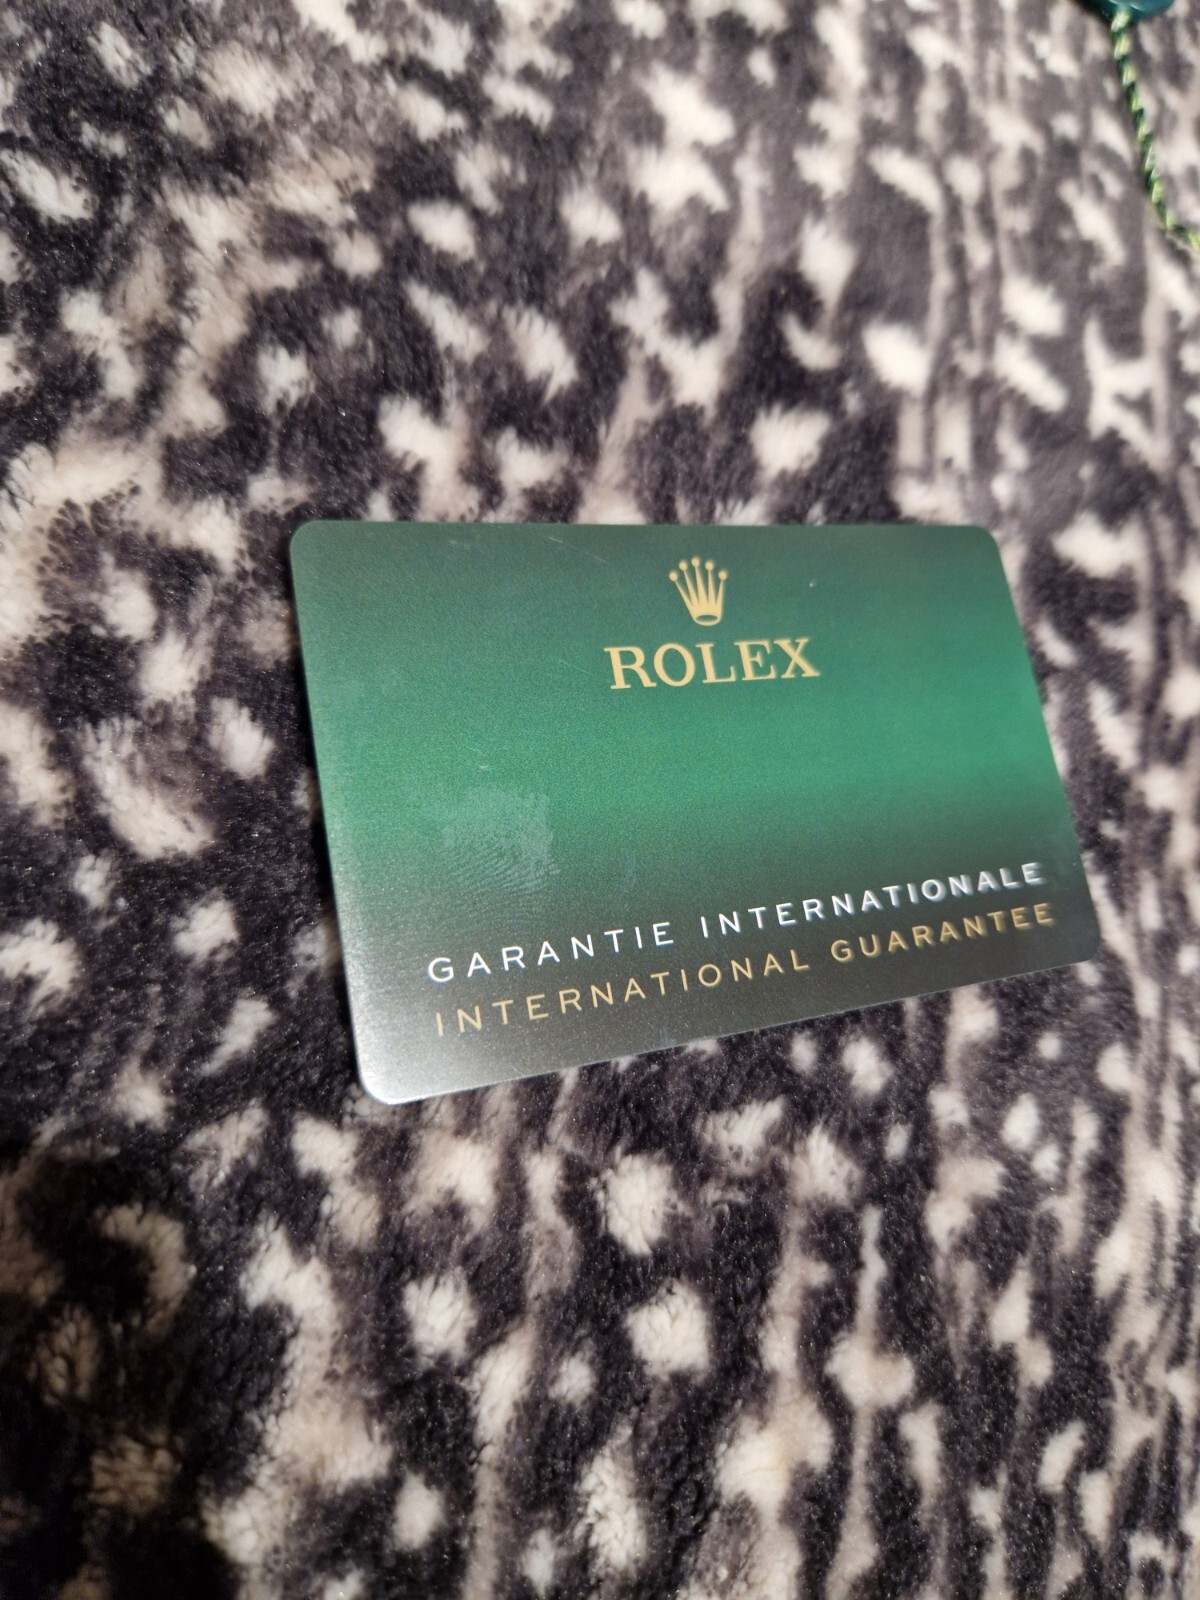 ROLEX
GARANTIE INTERNATIONALE
INTERNATIONAL GUARANTEE